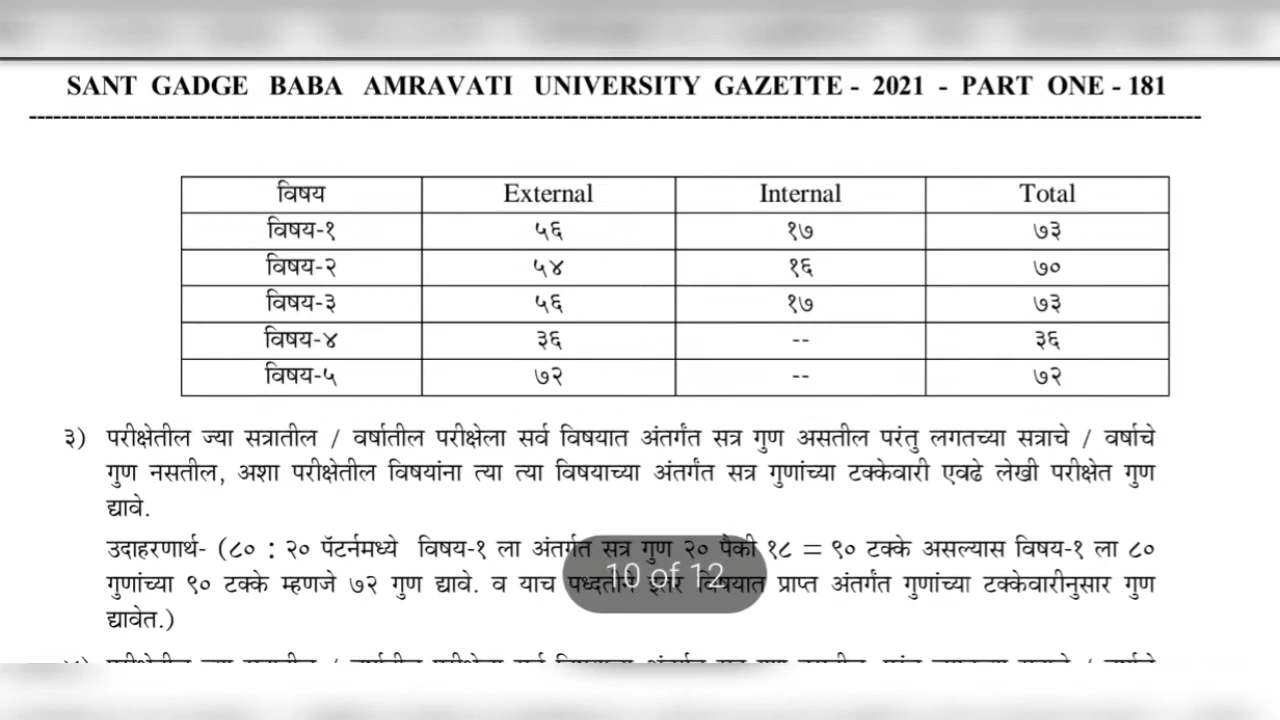 SANT GADGE BABA AMRAVATI UNIVERSITY GAZETTE - 2021 - PART ONE - 181
विषय External Internal Total
विषय-१ ५६ १७ ७३
विषय-२ ५४ १६ ७०
विषय-३ ५६ १७ ७३
विषय-४ ३६ -- ३६
विषय-५ ७२ -- ७२
३) परीक्षेतील ज्या सत्रातील / वर्षातील परीक्षेला सर्व विषयात अंतर्गंत सत्र गुण असतील परंतु लगतच्या सत्राचे / वर्षाचे
गुण नसतील, अशा परीक्षेतील विषयांना त्या त्या विषयाच्या अंतर्गंत सत्र गुणांच्या टक्केवारी एवढे लेखी परीक्षेत गुण
द्यावे.
उदाहरणार्थ- (८० : २० पॅटर्नमध्ये विषय-१ ला अंतर्गत सत्र गुण २० पैकी १८ = ९० टक्के असल्यास विषय-१ ला ८०
गुणांच्या ९० टक्के म्हणजे ७२ गुण द्यावे. व याच पध्दतीने इतर विषयात प्राप्त अंतर्गंत गुणांच्या टक्केवारीनुसार गुण
10 of 12
द्यावेत.)